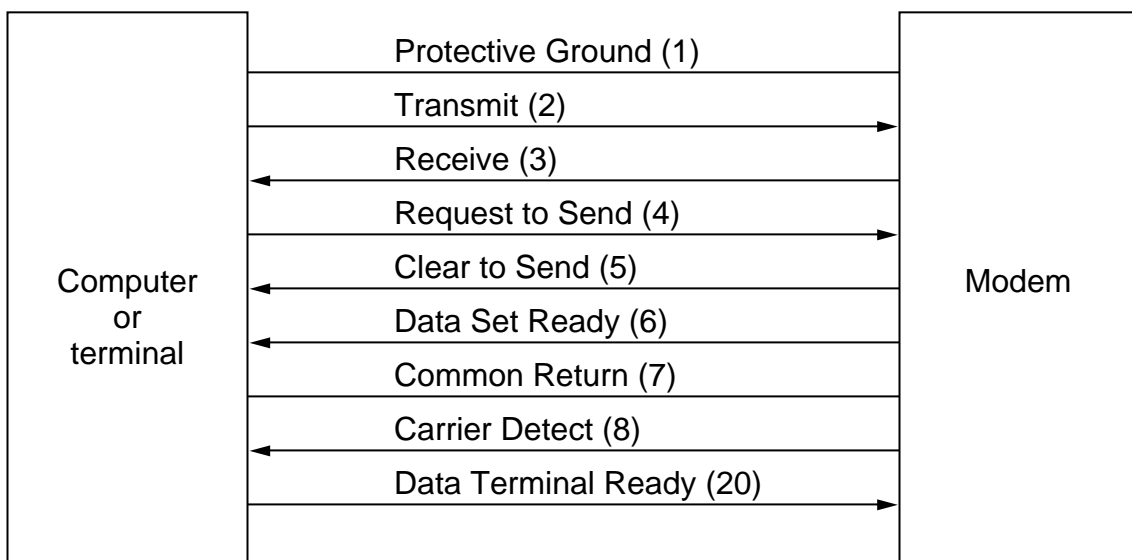 Protective Ground (1)
Transmit (2)
Receive (3)
Request to Send (4)
Clear to Send (5)
Data Set Ready (6)
Common Return (7)
Carrier Detect (8)
Data Terminal Ready (20)
Computer
or
terminal
Modem